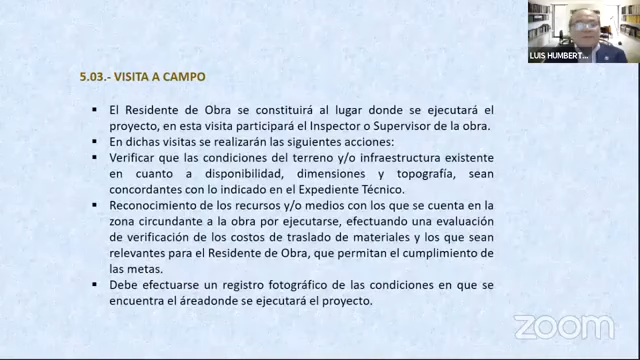 LUIS HUMBERT...
5.03.- VISITA A CAMPO
▪ El Residente de Obra se constituirá al lugar donde se ejecutará el
proyecto, en esta visita participará el Inspector o Supervisor de la obra.
▪ En dichas visitas se realizarán las siguientes acciones:
▪ Verificar que las condiciones del terreno y/o infraestructura existente
en cuanto a disponibilidad, dimensiones y topografía, sean
concordantes con lo indicado en el Expediente Técnico.
▪ Reconocimiento de los recursos y/o medios con los que se cuenta en la
zona circundante a la obra por ejecutarse, efectuando una evaluación
de verificación de los costos de traslado de materiales y los que sean
relevantes para el Residente de Obra, que permitan el cumplimiento de
las metas.
▪ Debe efectuarse un registro fotográfico de las condiciones en que se
encuentra el áreadonde se ejecutará el proyecto.
zoom